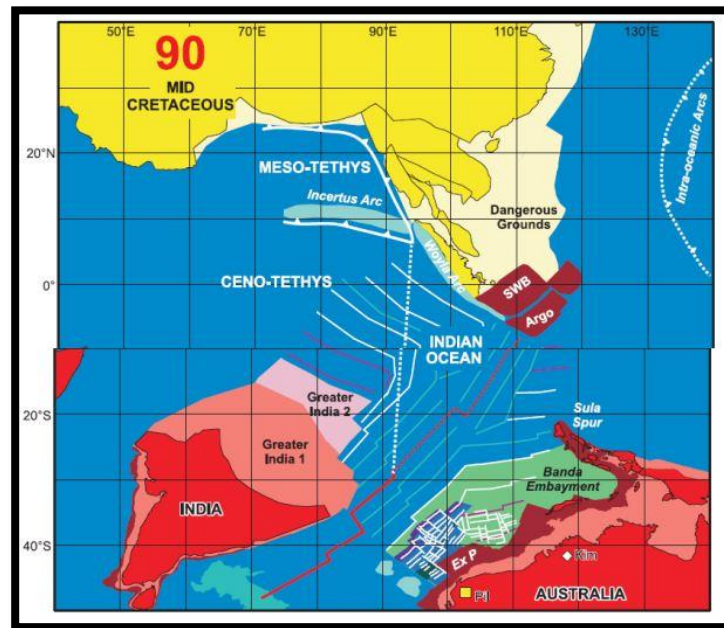 50°E 70°E 90°E 110°E 130°E
90
MID
CRETACEOUS
20°N
MESO-TETHYS
Incertus Arc
Intra-oceanic Arcs
Dangerous
Grounds
Woyla Arc
0°
CENO-TETHYS
SWB
Argo
INDIAN
OCEAN
20°S
Greater
India 2
Sula
Spur
Greater
India 1
Banda
Embayment
INDIA
40°S
Ex P
Kim
Pil
AUSTRALIA